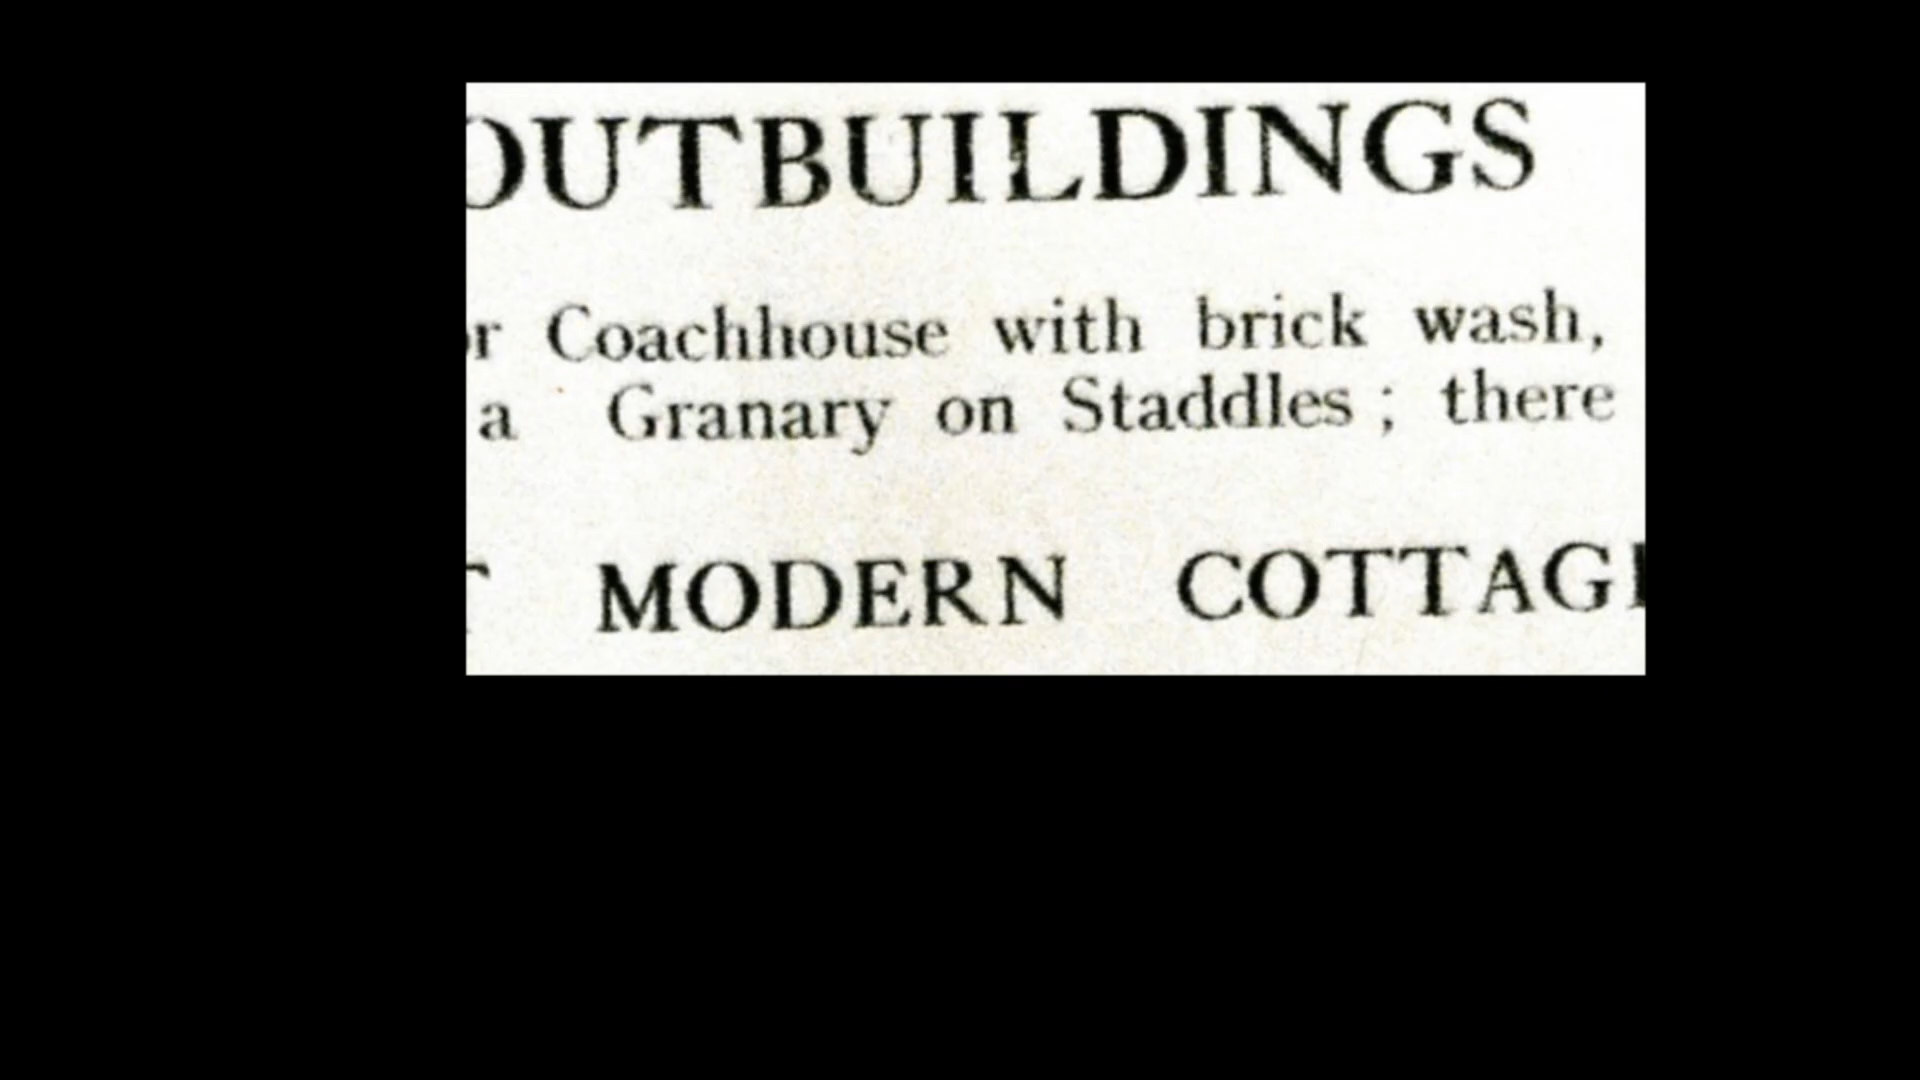 OUTBUILDINGS
r Coachhouse with brick wash,
a Granary on Staddles ; there
MODERN COTTAG